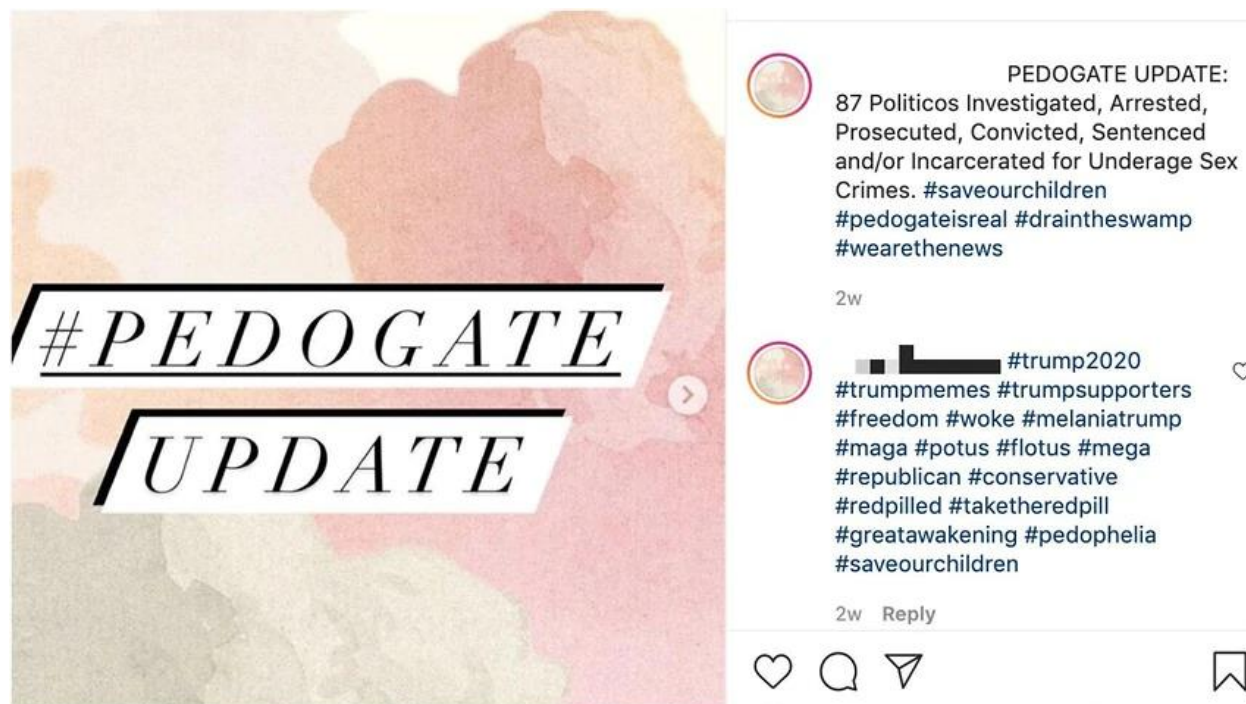 #PEDOGATE
UPDATE
PEDOGATE UPDATE:
87 Politicos Investigated, Arrested,
Prosecuted, Convicted, Sentenced
and/or Incarcerated for Underage Sex
Crimes. #saveourchildren
#pedogateisreal #draintheswamp
#wearethenews
2w
#trump2020
#trumpmemes #trumpsupporters
#freedom #woke #melaniatrump
#maga #potus #flotus #mega
#republican #conservative
#redpilled #taketheredpill
#greatawakening #pedophelia
#saveourchildren
2w Reply